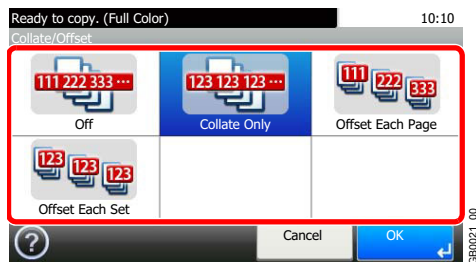 Ready to copy. (Full Color) 10:10
Collate/Offset
111 222 333 ··· 123 123 123 ··· 111 222 333
Off Collate Only Offset Each Page
123 123 123
Offset Each Set
? Cancel OK
GB0021_00